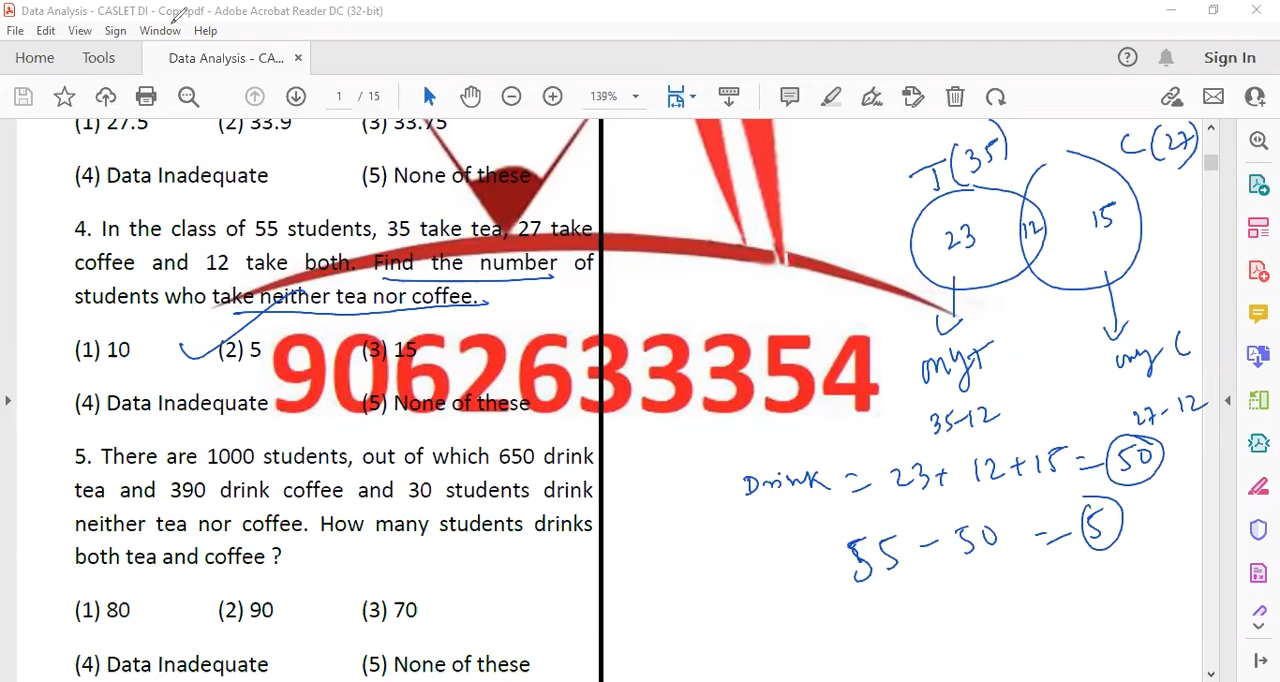 Data Analysis - CASLET DI - Copy.pdf - Adobe Acrobat Reader DC (32-bit)
File Edit View Sign Window Help
Home Tools Data Analysis - CA... × Sign In
1 / 15 139%
(1) 27.5 (2) 33.9 (3) 33.75
(4) Data Inadequate (5) None of these
4. In the class of 55 students, 35 take tea, 27 take
coffee and 12 take both. Find the number of
students who take neither tea nor coffee.
(1) 10 (2) 5 (3) 15
(4) Data Inadequate (5) None of these
5. There are 1000 students, out of which 650 drink
tea and 390 drink coffee and 30 students drink
neither tea nor coffee. How many students drinks
both tea and coffee ?
(1) 80 (2) 90 (3) 70
(4) Data Inadequate (5) None of these
9062633354
T(35) C(27)
23 12 15
only T only C
35-12 27-12
Drink = 23+ 12+15 = 50
55 - 50 = 5